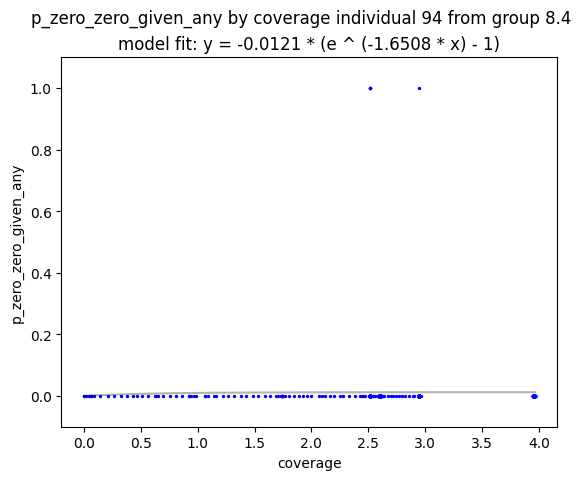 p_zero_zero_given_any by coverage individual 94 from group 8.4
model fit: y = -0.0121 * (e ^ (-1.6508 * x) - 1)
1.0
0.8
0.6
0.4
0.2
0.0
p_zero_zero_given_any
0.0 0.5 1.0 1.5 2.0 2.5 3.0 3.5 4.0
coverage